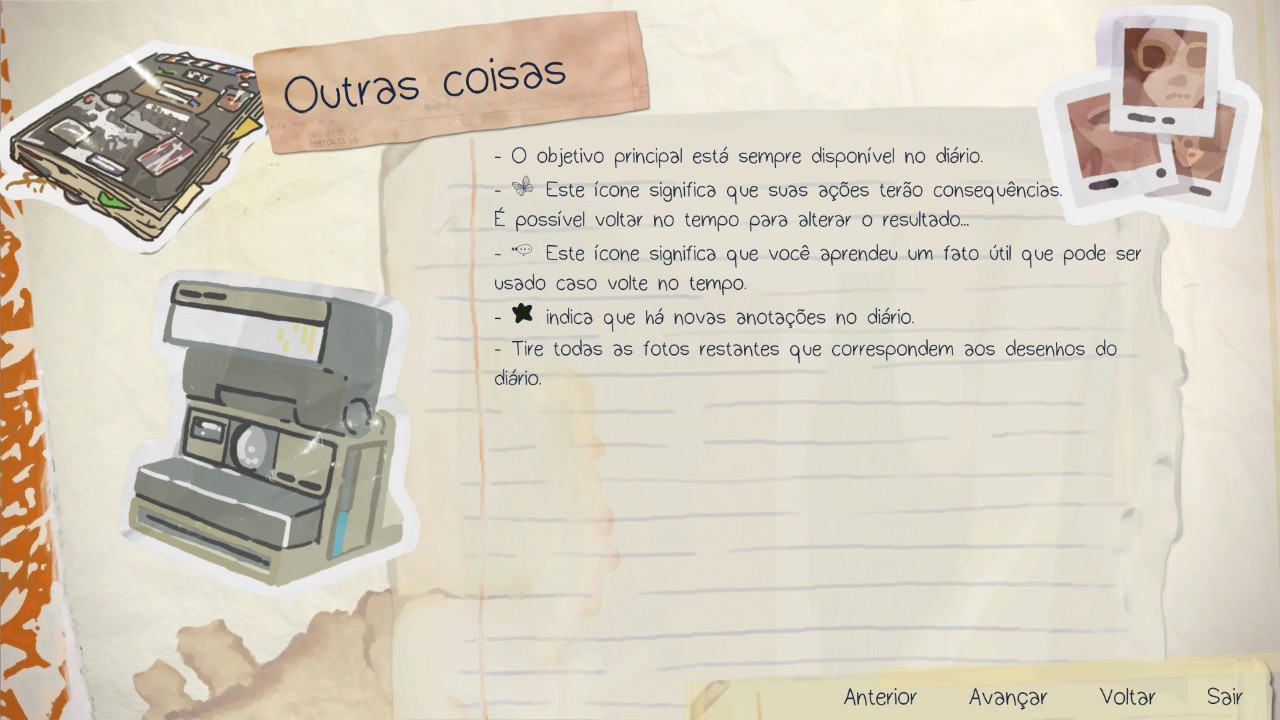 Outras coisas
- O objetivo principal está sempre disponível no diário.
- Este ícone significa que suas ações terão consequências.
É possível voltar no tempo para alterar o resultado...
- Este ícone significa que você aprendeu um fato útil que pode ser
usado caso volte no tempo.
- indica que há novas anotações no diário.
- Tire todas as fotos restantes que correspondem aos desenhos do
diário.
Anterior Avançar Voltar Sair